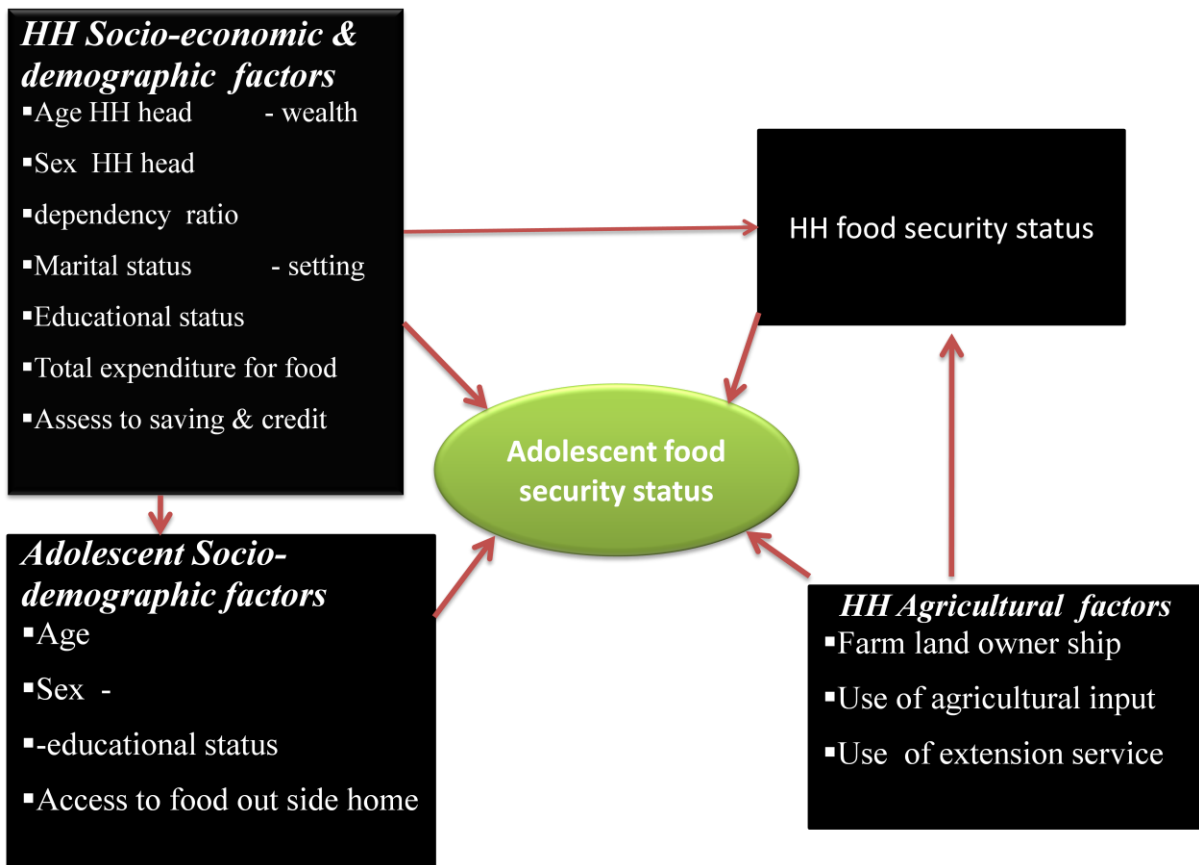 HH Socio-economic &
demographic factors
▪Age HH head - wealth
▪Sex HH head
▪dependency ratio
▪Marital status - setting
▪Educational status
▪Total expenditure for food
▪Assess to saving & credit
HH food security status
Adolescent food
security status
Adolescent Socio-
demographic factors
▪Age
▪Sex -
▪-educational status
▪Access to food out side home
HH Agricultural factors
▪Farm land owner ship
▪Use of agricultural input
▪Use of extension service